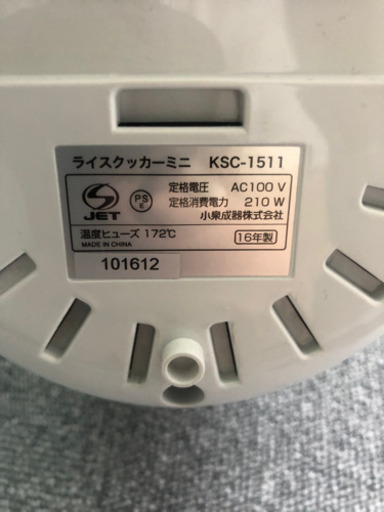 ライスクッカーミニ KSC-1511
JET
PS
E
定格電圧 AC100 V
定格消費電力 210 W
小泉成器株式会社
温度ヒューズ 172℃
MADE IN CHINA
16年製
101612